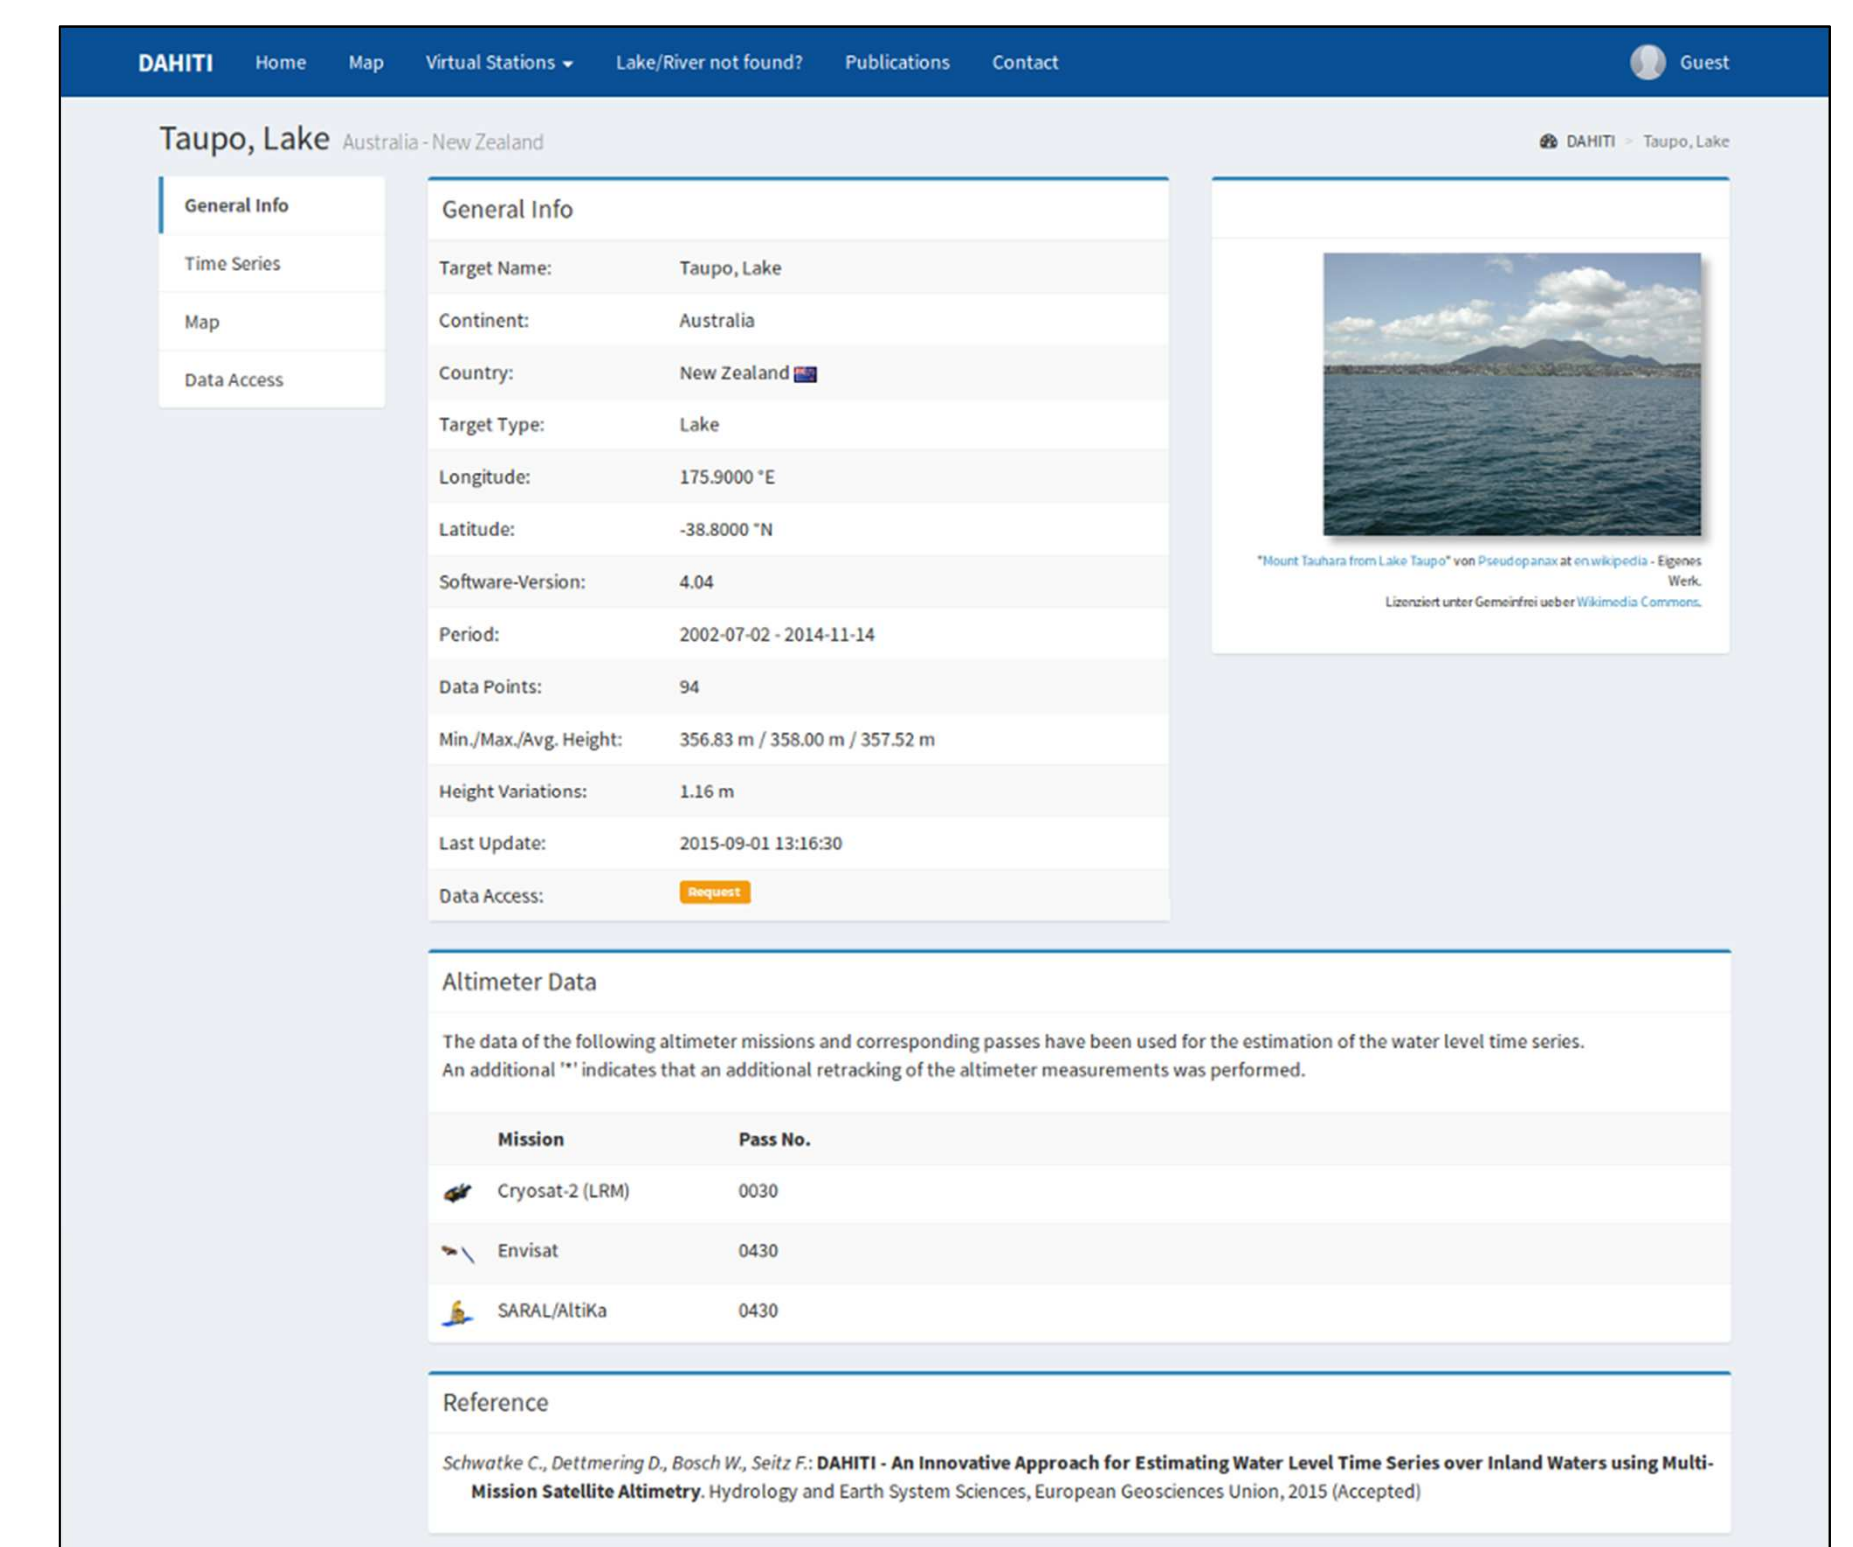 DAHITI Home Map Virtual Stations Lake/River not found? Publications Contact Guest
Taupo, Lake Australia - New Zealand
DAHITI > Taupo, Lake
General Info
Time Series
Map
Data Access
General Info
Target Name: Taupo, Lake
Continent: Australia
Country: New Zealand
Target Type: Lake
Longitude: 175.9000 °E
Latitude: -38.8000 °N
Software-Version: 4.04
Period: 2002-07-02 - 2014-11-14
Data Points: 94
Min./Max./Avg. Height: 356.83 m / 358.00 m / 357.52 m
Height Variations: 1.16 m
Last Update: 2015-09-01 13:16:30
Data Access: Request
"Mount Tauhara from Lake Taupo" von Pseudopanax at en.wikipedia - Eigenes
Werk.
Lizenziert unter Gemeinfrei ueber Wikimedia Commons.
Altimeter Data
The data of the following altimeter missions and corresponding passes have been used for the estimation of the water level time series.
An additional '*' indicates that an additional retracking of the altimeter measurements was performed.
Mission Pass No.
Cryosat-2 (LRM) 0030
Envisat 0430
SARAL/AltiKa 0430
Reference
Schwatke C., Dettmering D., Bosch W., Seitz F.: DAHITI - An Innovative Approach for Estimating Water Level Time Series over Inland Waters using Multi-
Mission Satellite Altimetry. Hydrology and Earth System Sciences, European Geosciences Union, 2015 (Accepted)